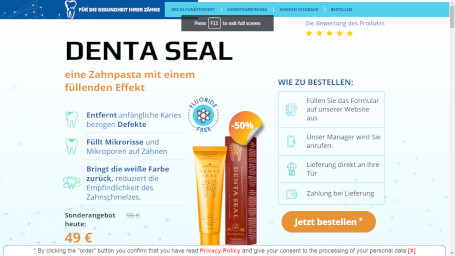 FÜR DIE GESUNDHEIT IHRER ZÄHNE
WIE ES FUNKTIONIERT
EXPERTENMEINUNG
KUNDEN FEEDBACK
BESTELLEN
Press F11 to exit full screen
Die Bewertung des Produkts
DENTA SEAL
eine Zahnpasta mit einem
füllenden Effekt
Entfernt anfängliche Karies
bezogen Defekte
Füllt Mikrorisse und
Mikroporen auf Zähnen
Bringt die weiße Farbe
zurück, reduziert die
Empfindlichkeit des
Zahnschmelzes.
Sonderangebot
heute:
98 €
49 €
FLUORIDE
FREE
-50%
DENTA
SEAL
DENTA SEAL
WIE ZU BESTELLEN:
Füllen Sie das Formular
auf unserer Website
aus
Unser Manager wird Sie
anrufen
Lieferung direkt an Ihre
Tür
Zahlung bei Lieferung
Jetzt bestellen *
* By clicking the "order" button you confirm that you have read Privacy Policy and give your consent to the processing of your personal data [X]